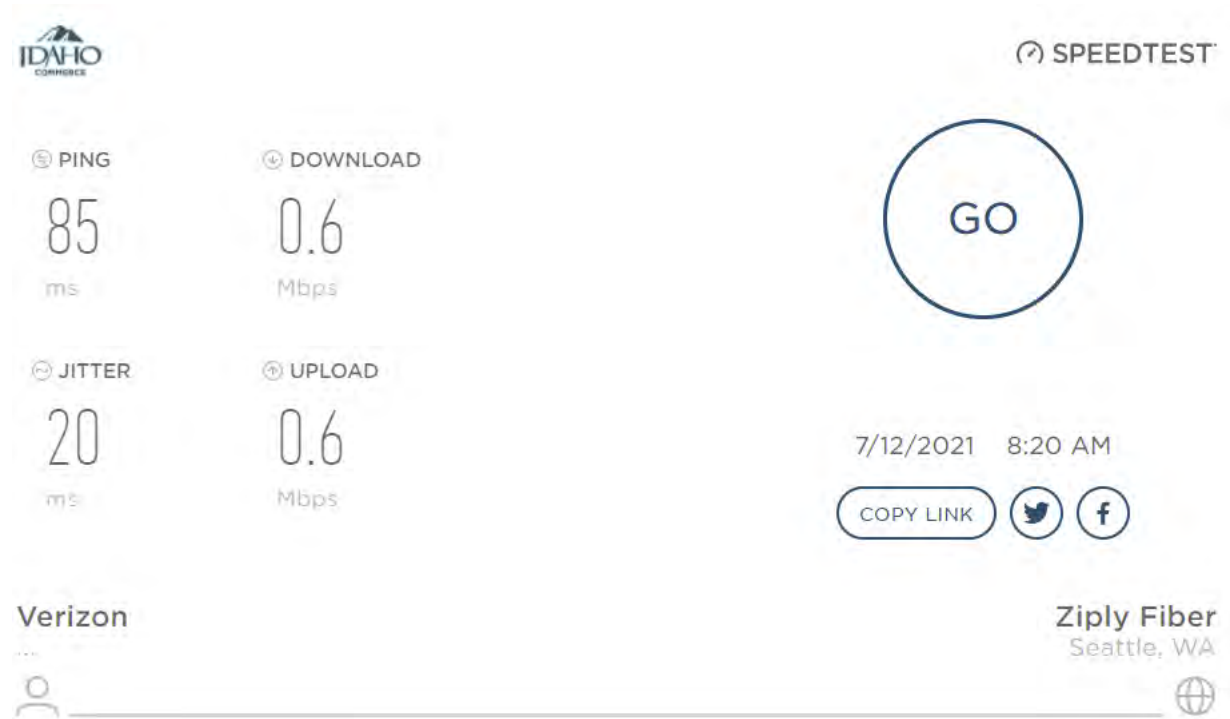 IDAHO
COMMERCE
SPEEDTEST
PING
DOWNLOAD
85
0.6
ms
Mbps
GO
JITTER
UPLOAD
20
0.6
ms
Mbps
7/12/2021 8:20 AM
COPY LINK
Verizon
...
Ziply Fiber
Seattle, WA